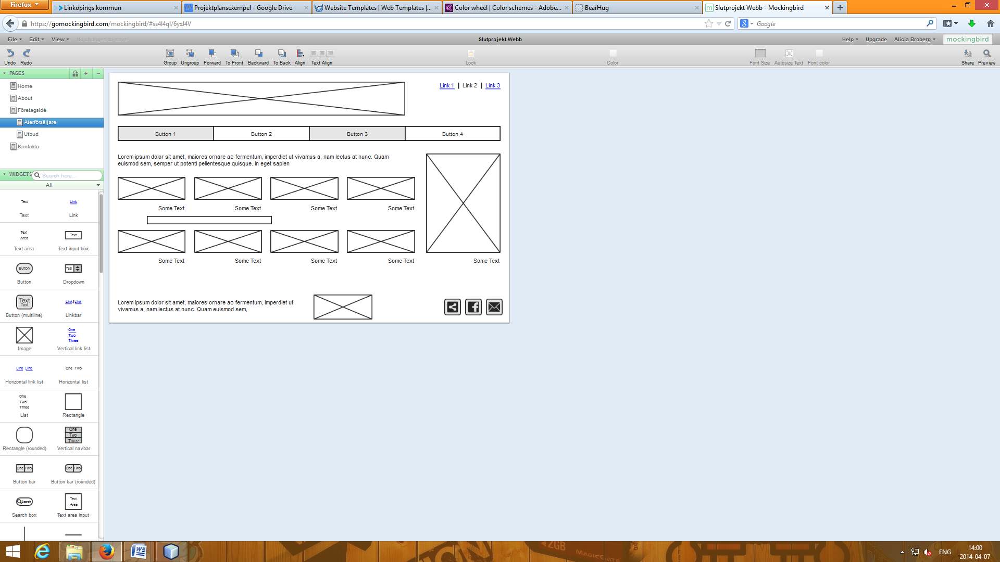 Firefox
Linköpings kommun
Projektplansexempel - Google Drive
Website Templates | Web Templates |...
Color wheel | Color schemes - Adobe...
BearHug
Slutprojekt Webb - Mockingbird
https://gomockingbird.com/mockingbird/#ss4l4ql/6yxJ4V
Google
File Edit View No changes to save
Slutprojekt Webb
Help Upgrade Alicia Broberg mockingbird
Undo Redo
Group Ungroup Forward To Front Backward To Back Align Text Align
Lock
Color
Font Size Autosize Text Font color
Share Preview
PAGES
Home
About
Företagsidé
Återförsäljare
Utbud
Kontakta
WIDGETS
Search here...
All
Text Link
Text Link
Text Area Text
Text area Text input box
Button Yes
Button Dropdown
Text Text Link Link
Button (multiline) Linkbar
One Two Three
Image Vertical link list
Link Link One Two
Horizontal link list Horizontal list
One Two Three
List Rectangle
One Two Three
Rectangle (rounded) Vertical navbar
One Two One Two
Button bar Button bar (rounded)
Search Text Area
Search box Text area input
Link 1 | Link 2 | Link 3
Button 1 Button 2 Button 3 Button 4
Lorem ipsum dolor sit amet, maiores ornare ac fermentum, imperdiet ut vivamus a, nam lectus at nunc. Quam
euismod sem, semper ut potenti pellentesque quisque. In eget sapien
Some Text Some Text Some Text Some Text
Some Text Some Text Some Text Some Text Some Text
Lorem ipsum dolor sit amet, maiores ornare ac fermentum, imperdiet ut
vivamus a, nam lectus at nunc. Quam euismod sem,
ZGB
MAGICGATE
ENG
14:00
2014-04-07